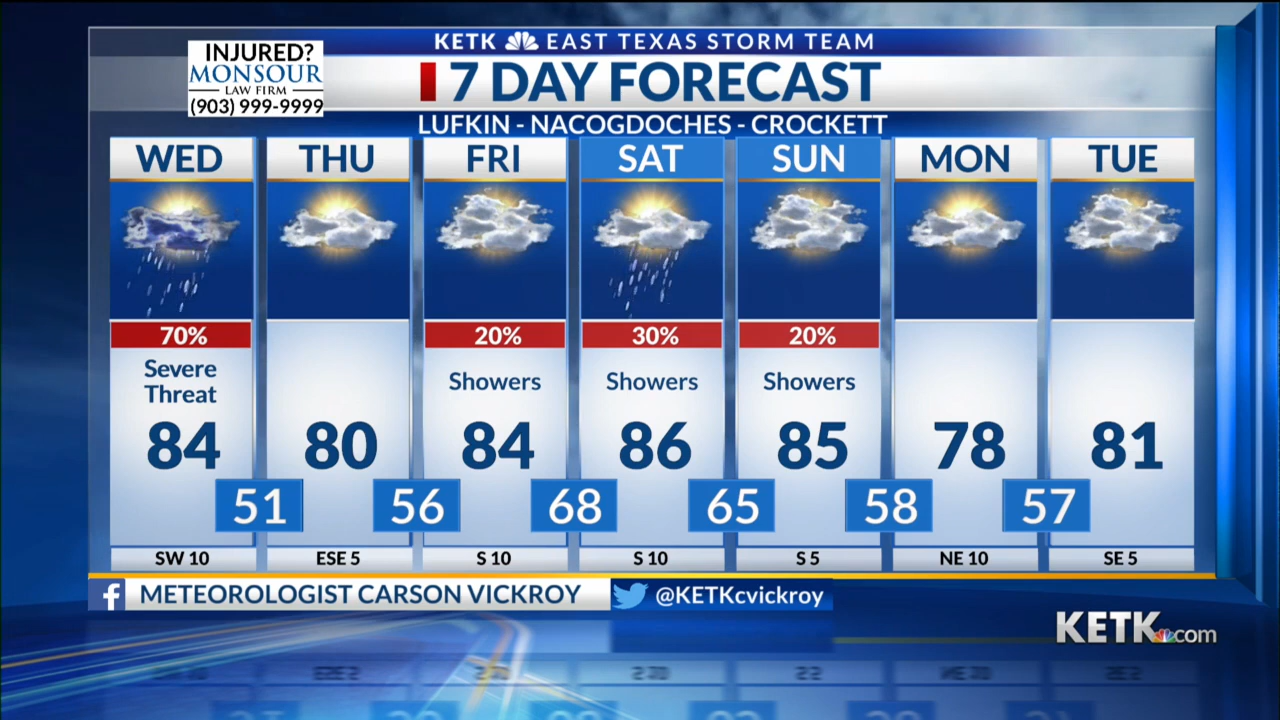 KETK EAST TEXAS STORM TEAM
INJURED?
MONSOUR
LAW FIRM
(903) 999-9999
7 DAY FORECAST
LUFKIN - NACOGDOCHES - CROCKETT
WED THU FRI SAT SUN MON TUE
70% 20% 30% 20%
Severe
Threat
Showers Showers Showers
84 80 84 86 85 78 81
51 56 68 65 58 57
SW 10 ESE 5 S 10 S 10 S 5 NE 10 SE 5
f METEOROLOGIST CARSON VICKROY @KETKcvickroy
KETK.com